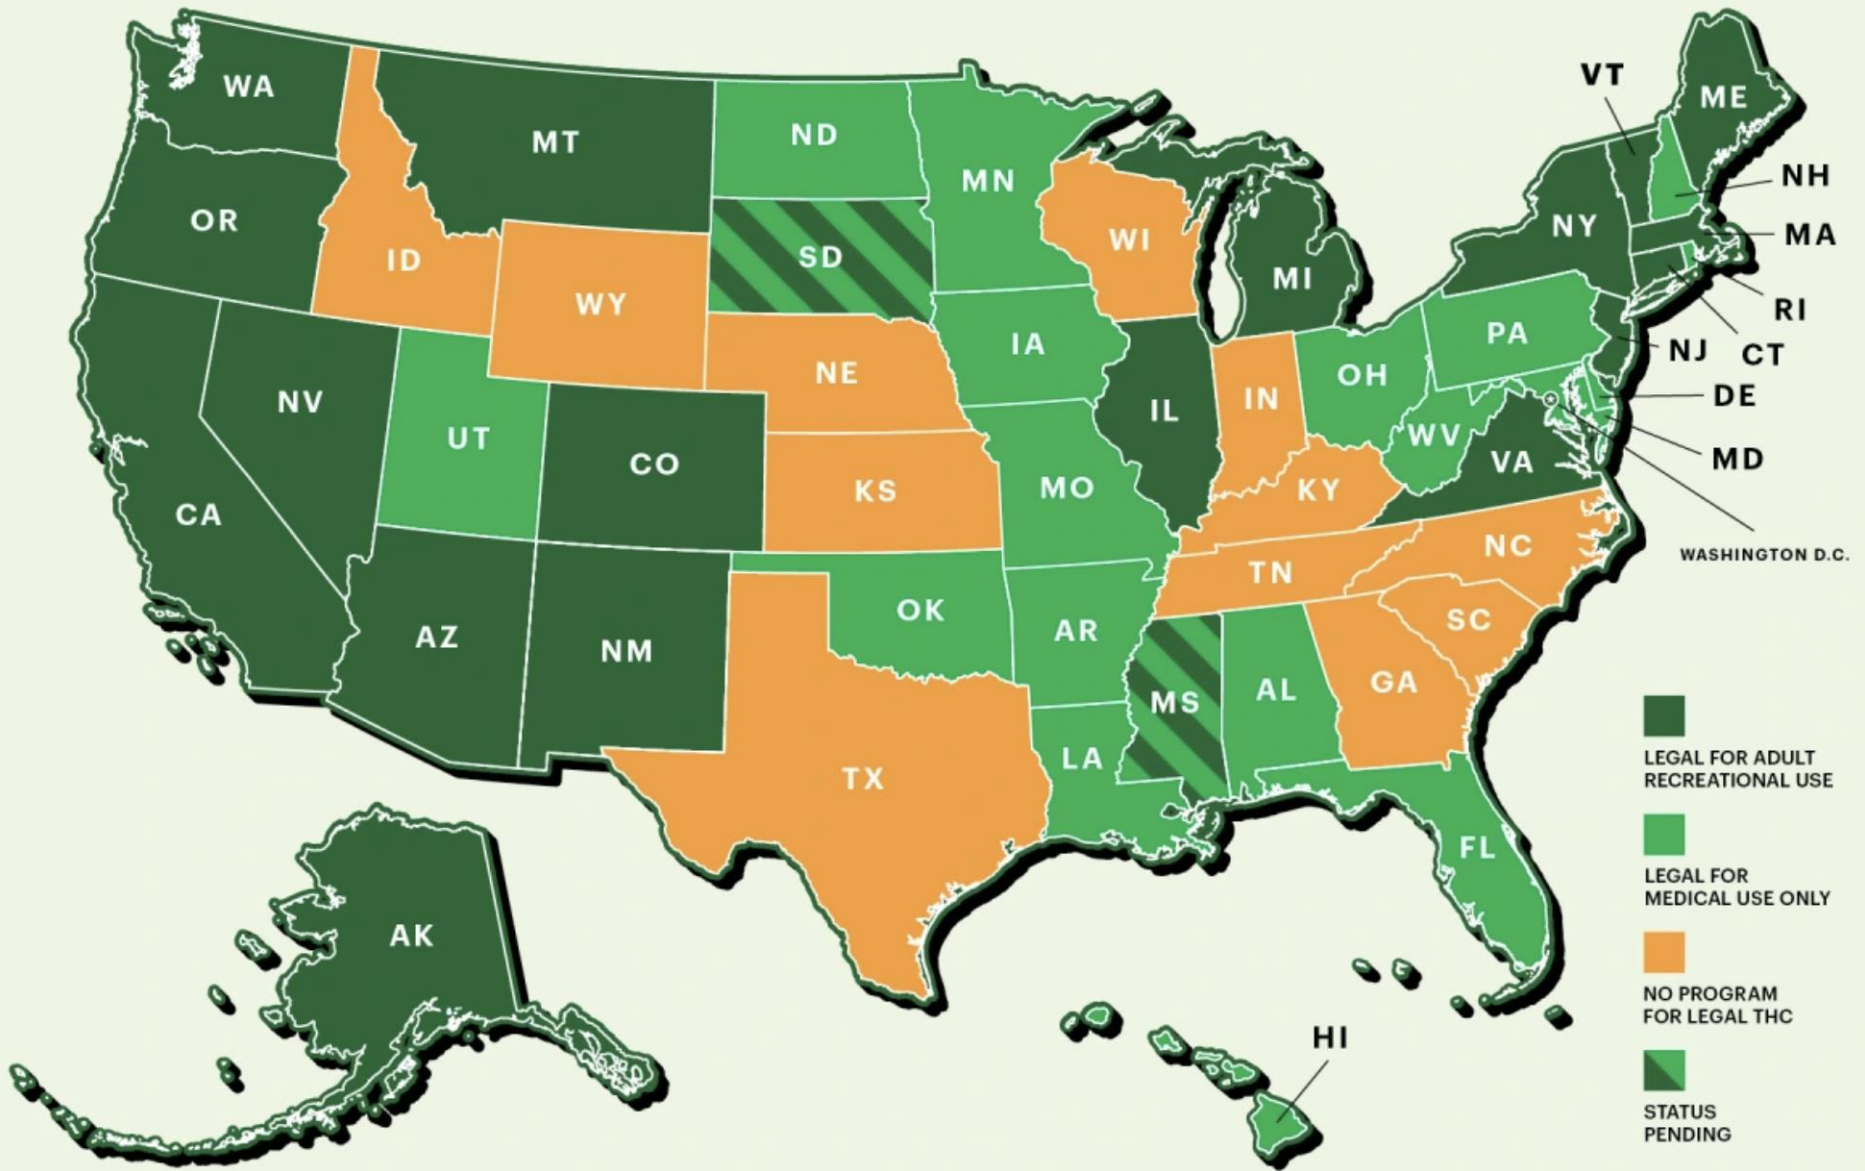 VT
ME
WA
MT
ND
MN
NH
OR
ID
SD
WI
MI
NY
MA
WY
RI
IA
PA
NE
NJ
CT
NV
OH
DE
UT
CO
IL
IN
WV
MD
KS
MO
KY
VA
CA
NC
WASHINGTON D.C.
TN
OK
AR
SC
AZ
NM
MS
AL
GA
LA
TX
FL
AK
HI
LEGAL FOR ADULT
RECREATIONAL USE
LEGAL FOR
MEDICAL USE ONLY
NO PROGRAM
FOR LEGAL THC
STATUS
PENDING